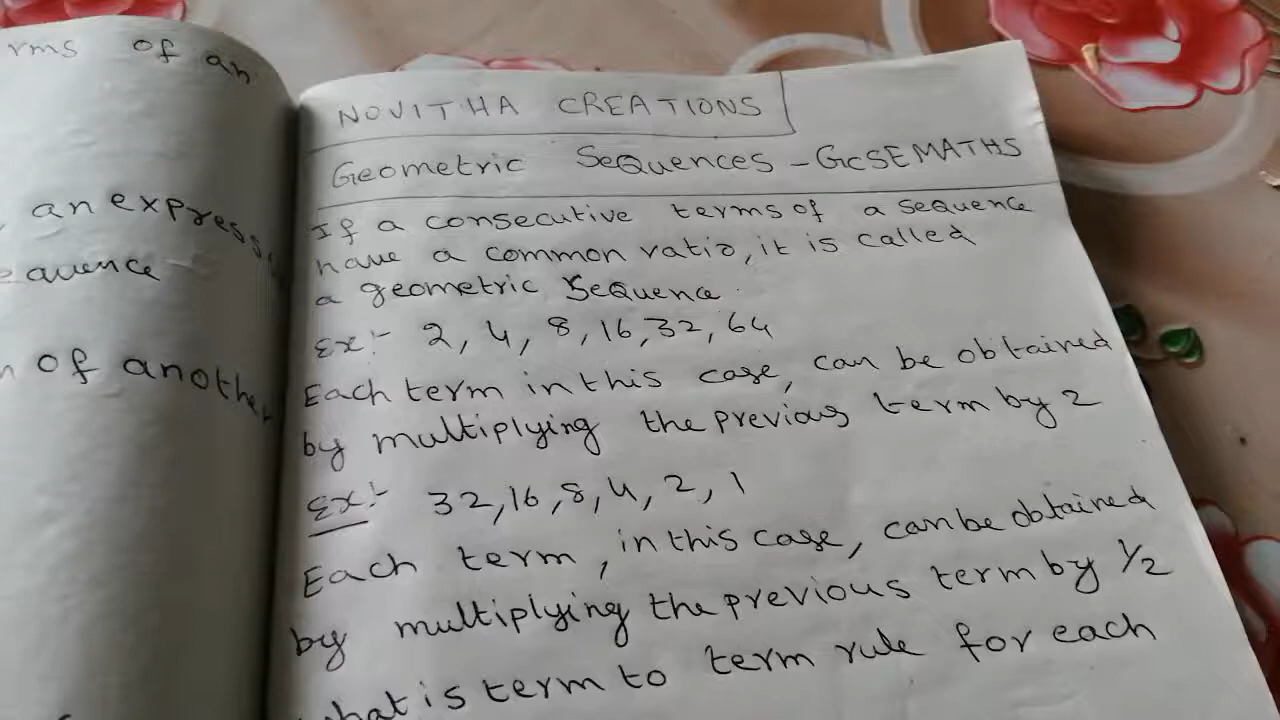 rms of an
an express
equence
n of another
NOVITHA CREATIONS
Geometric Sequences - GCSE MATHS
If a consecutive terms of a sequence
have a common ratio, it is called
a geometric Sequence.
Ex:- 2, 4, 8, 16, 32, 64
Each term in this case, can be obtained
by multiplying the previous term by 2
Ex:- 32, 16, 8, 4, 2, 1
Each term, in this case, can be obtained
by multiplying the previous term by 1/2
what is term to term rule for each